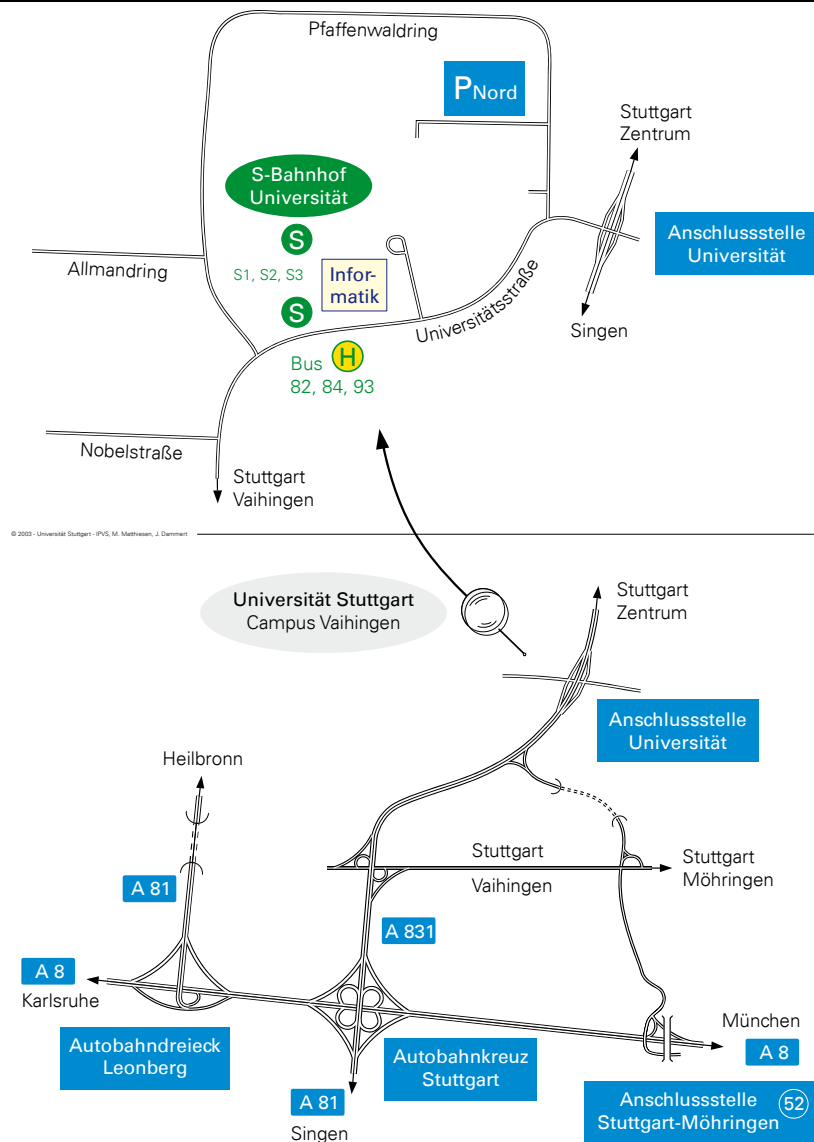 Pfaffenwaldring
PNord
Stuttgart
Zentrum
S-Bahnhof
Universität
S
Anschlussstelle
Universität
Allmandring
S1, S2, S3
Infor-
matik
S
Universitätsstraße
Singen
Bus H
82, 84, 93
Nobelstraße
Stuttgart
Vaihingen
© 2003 - Universität Stuttgart - IPVS, M. Matthiesen, J. Dammert
Universität Stuttgart
Campus Vaihingen
Stuttgart
Zentrum
Anschlussstelle
Universität
Heilbronn
Stuttgart
Vaihingen
Stuttgart
Möhringen
A 81
A 831
A 8
Karlsruhe
München
A 8
Autobahndreieck
Leonberg
Autobahnkreuz
Stuttgart
A 81
Singen
Anschlussstelle 52
Stuttgart-Möhringen